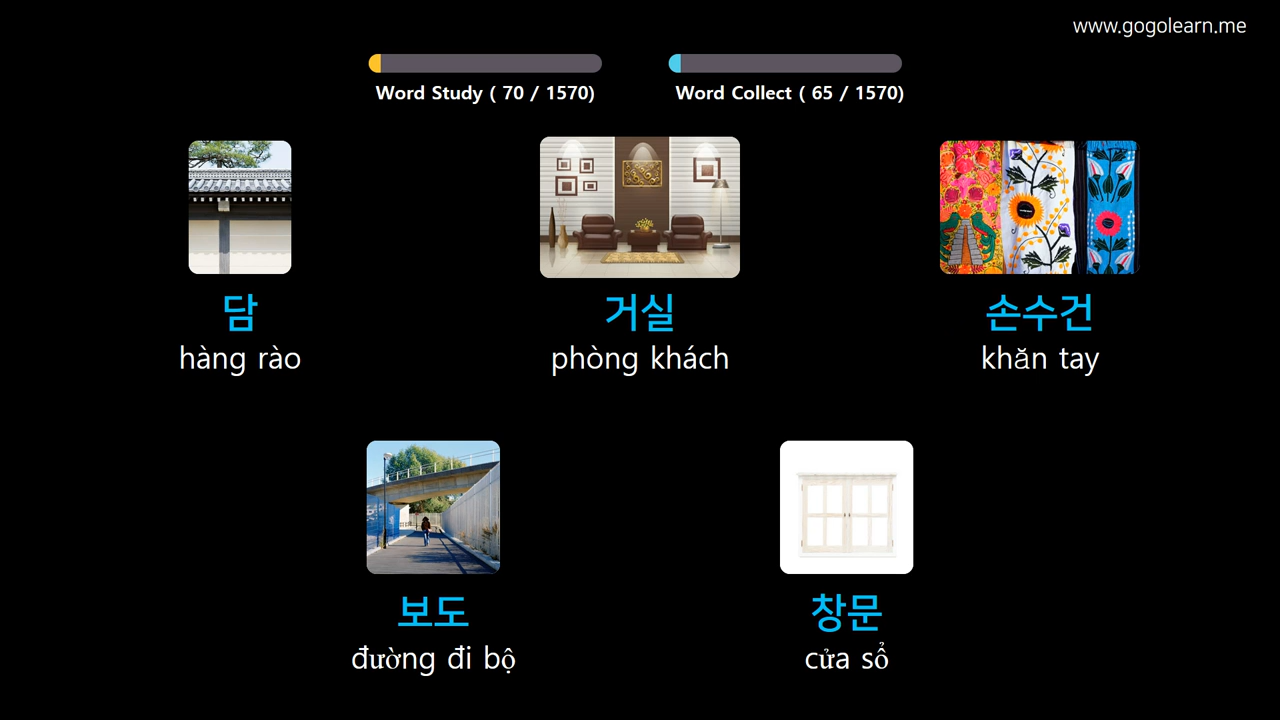 www.gogolearn.me
Word Study ( 70 / 1570)
Word Collect ( 65 / 1570)
담
hàng rào
거실
phòng khách
손수건
khăn tay
보도
đường đi bộ
창문
cửa sổ